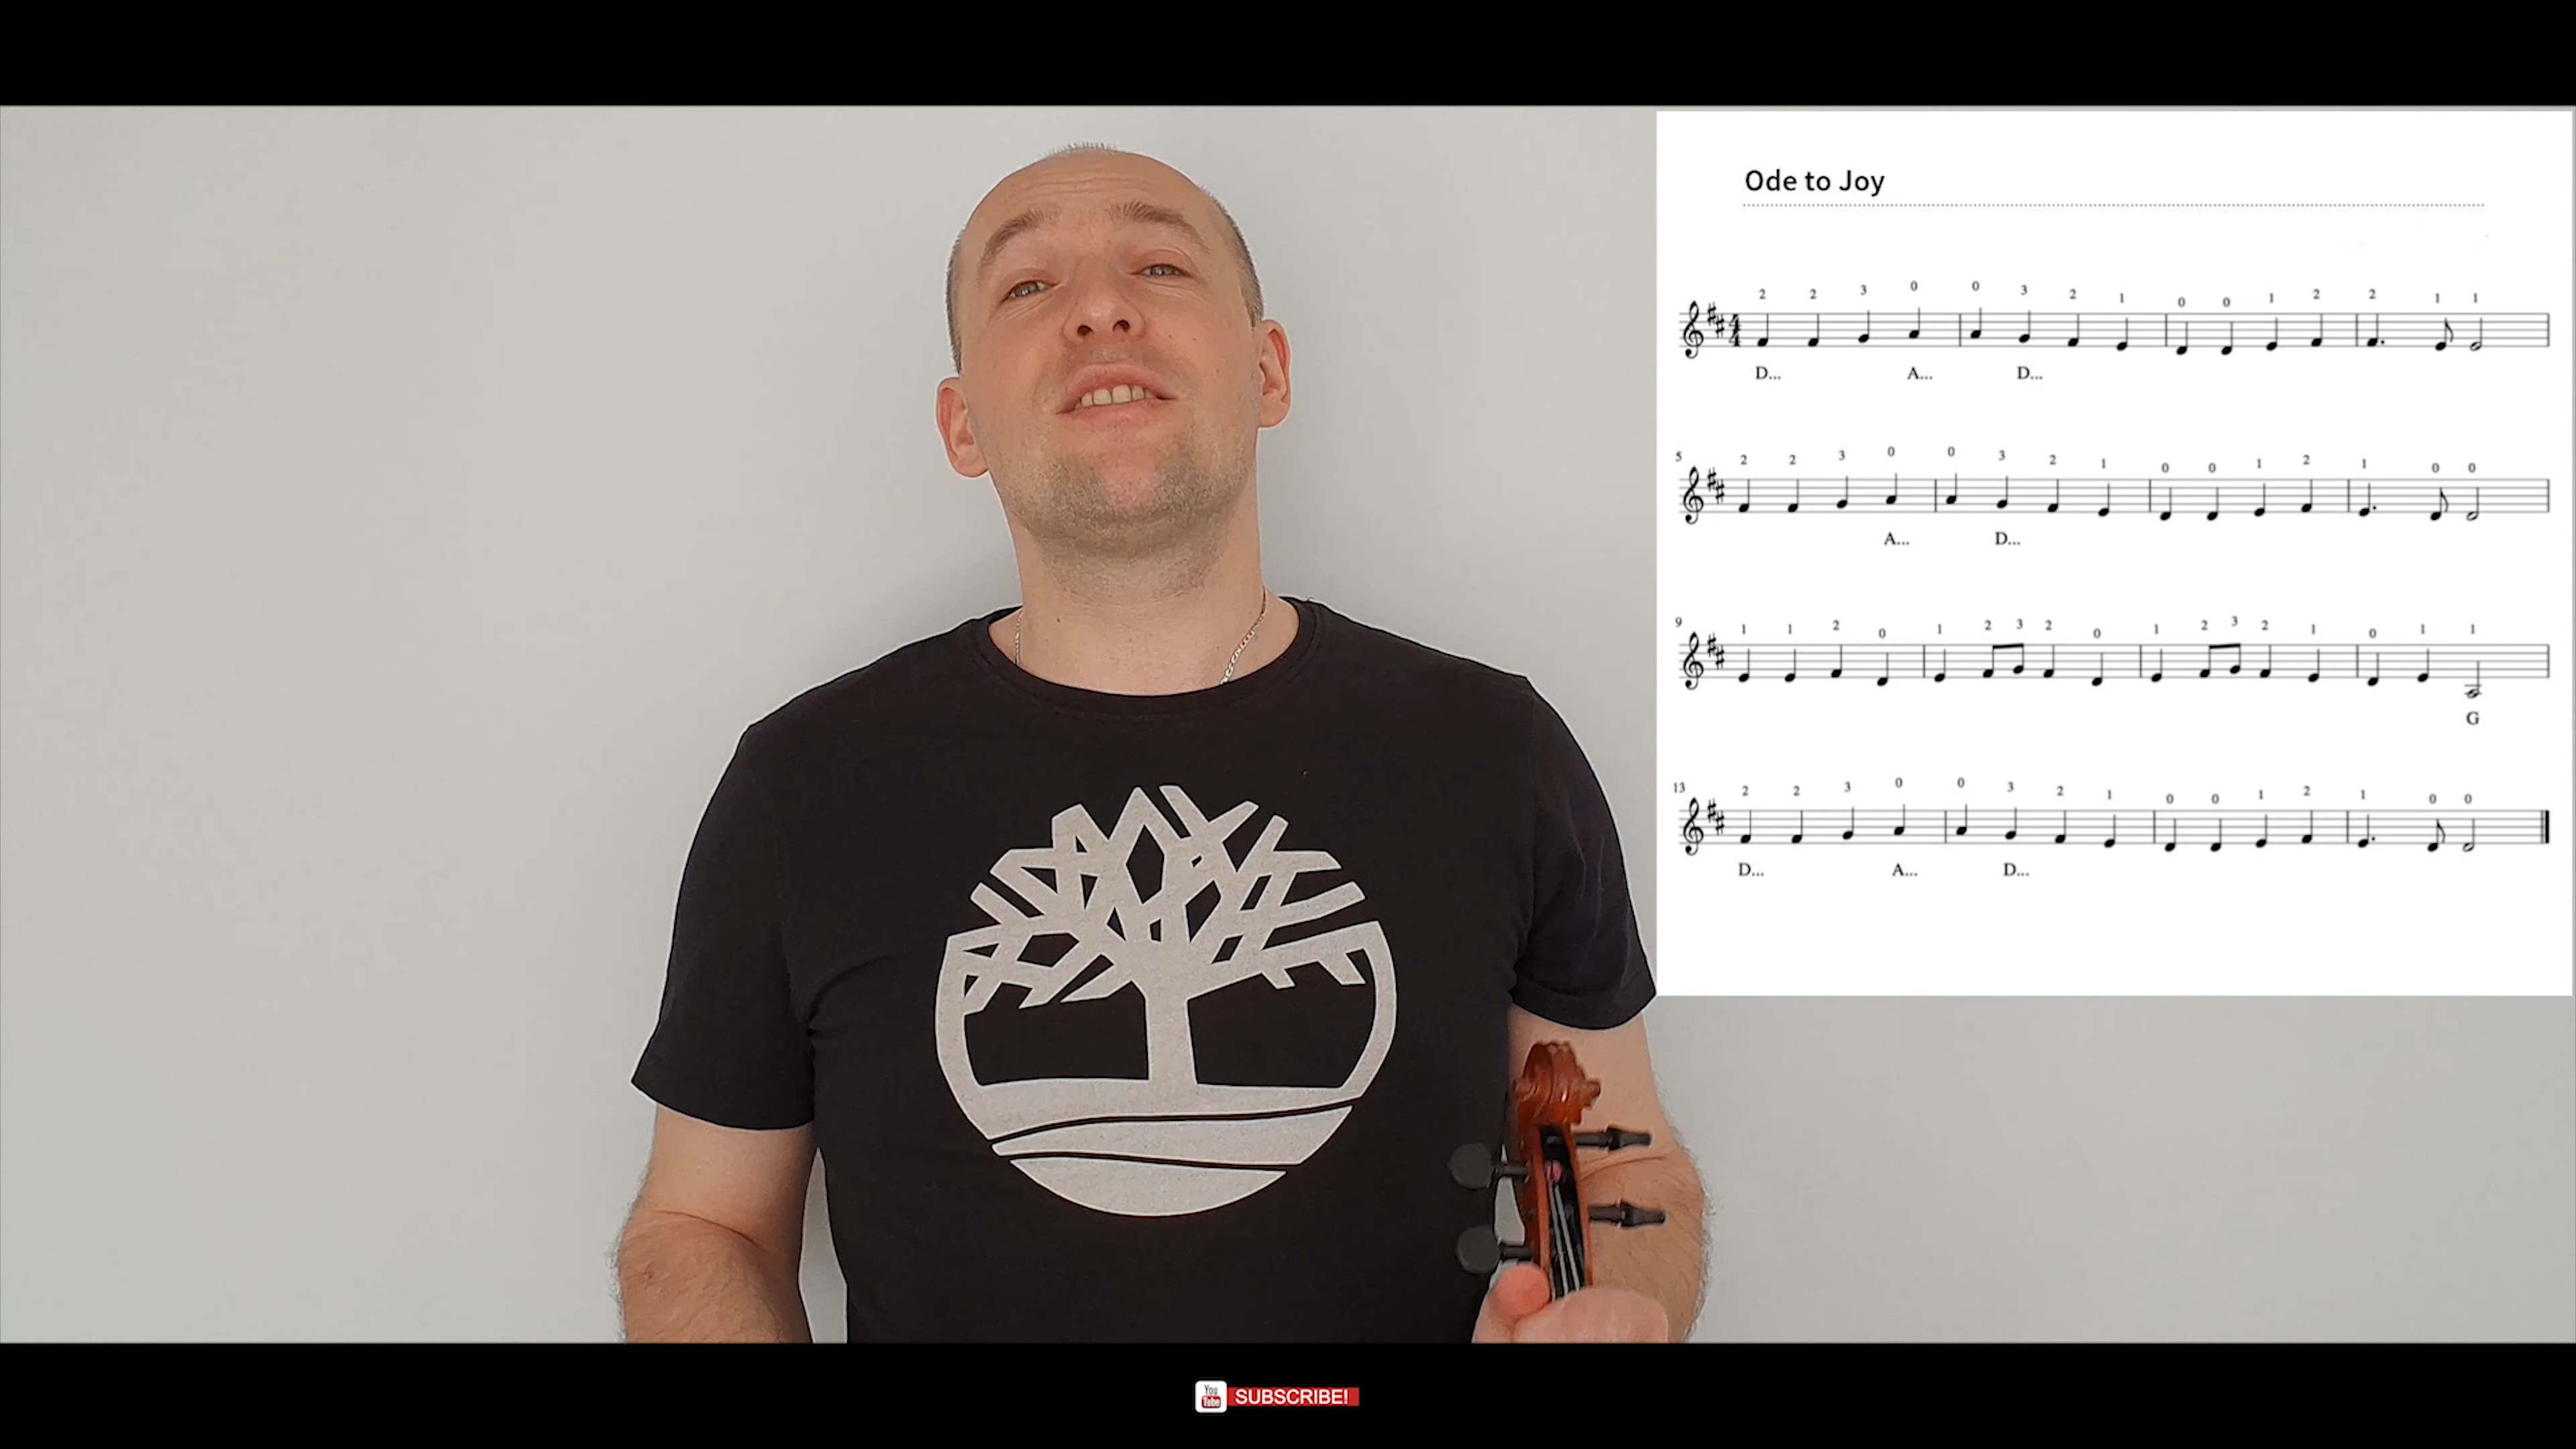 Ode to Joy
2 2 3 0 0 3 2 1 0 0 1 2 2 1 1
4
4
D... A... D...
5
2 2 3 0 0 3 2 1 0 0 1 2 1 0 0
A... D...
9
1 1 2 0 1 2 3 2 0 1 2 3 2 1 0 1 1
G
13
2 2 3 0 0 3 2 1 0 0 1 2 1 0 0
D... A... D...
You
Tube
SUBSCRIBE!